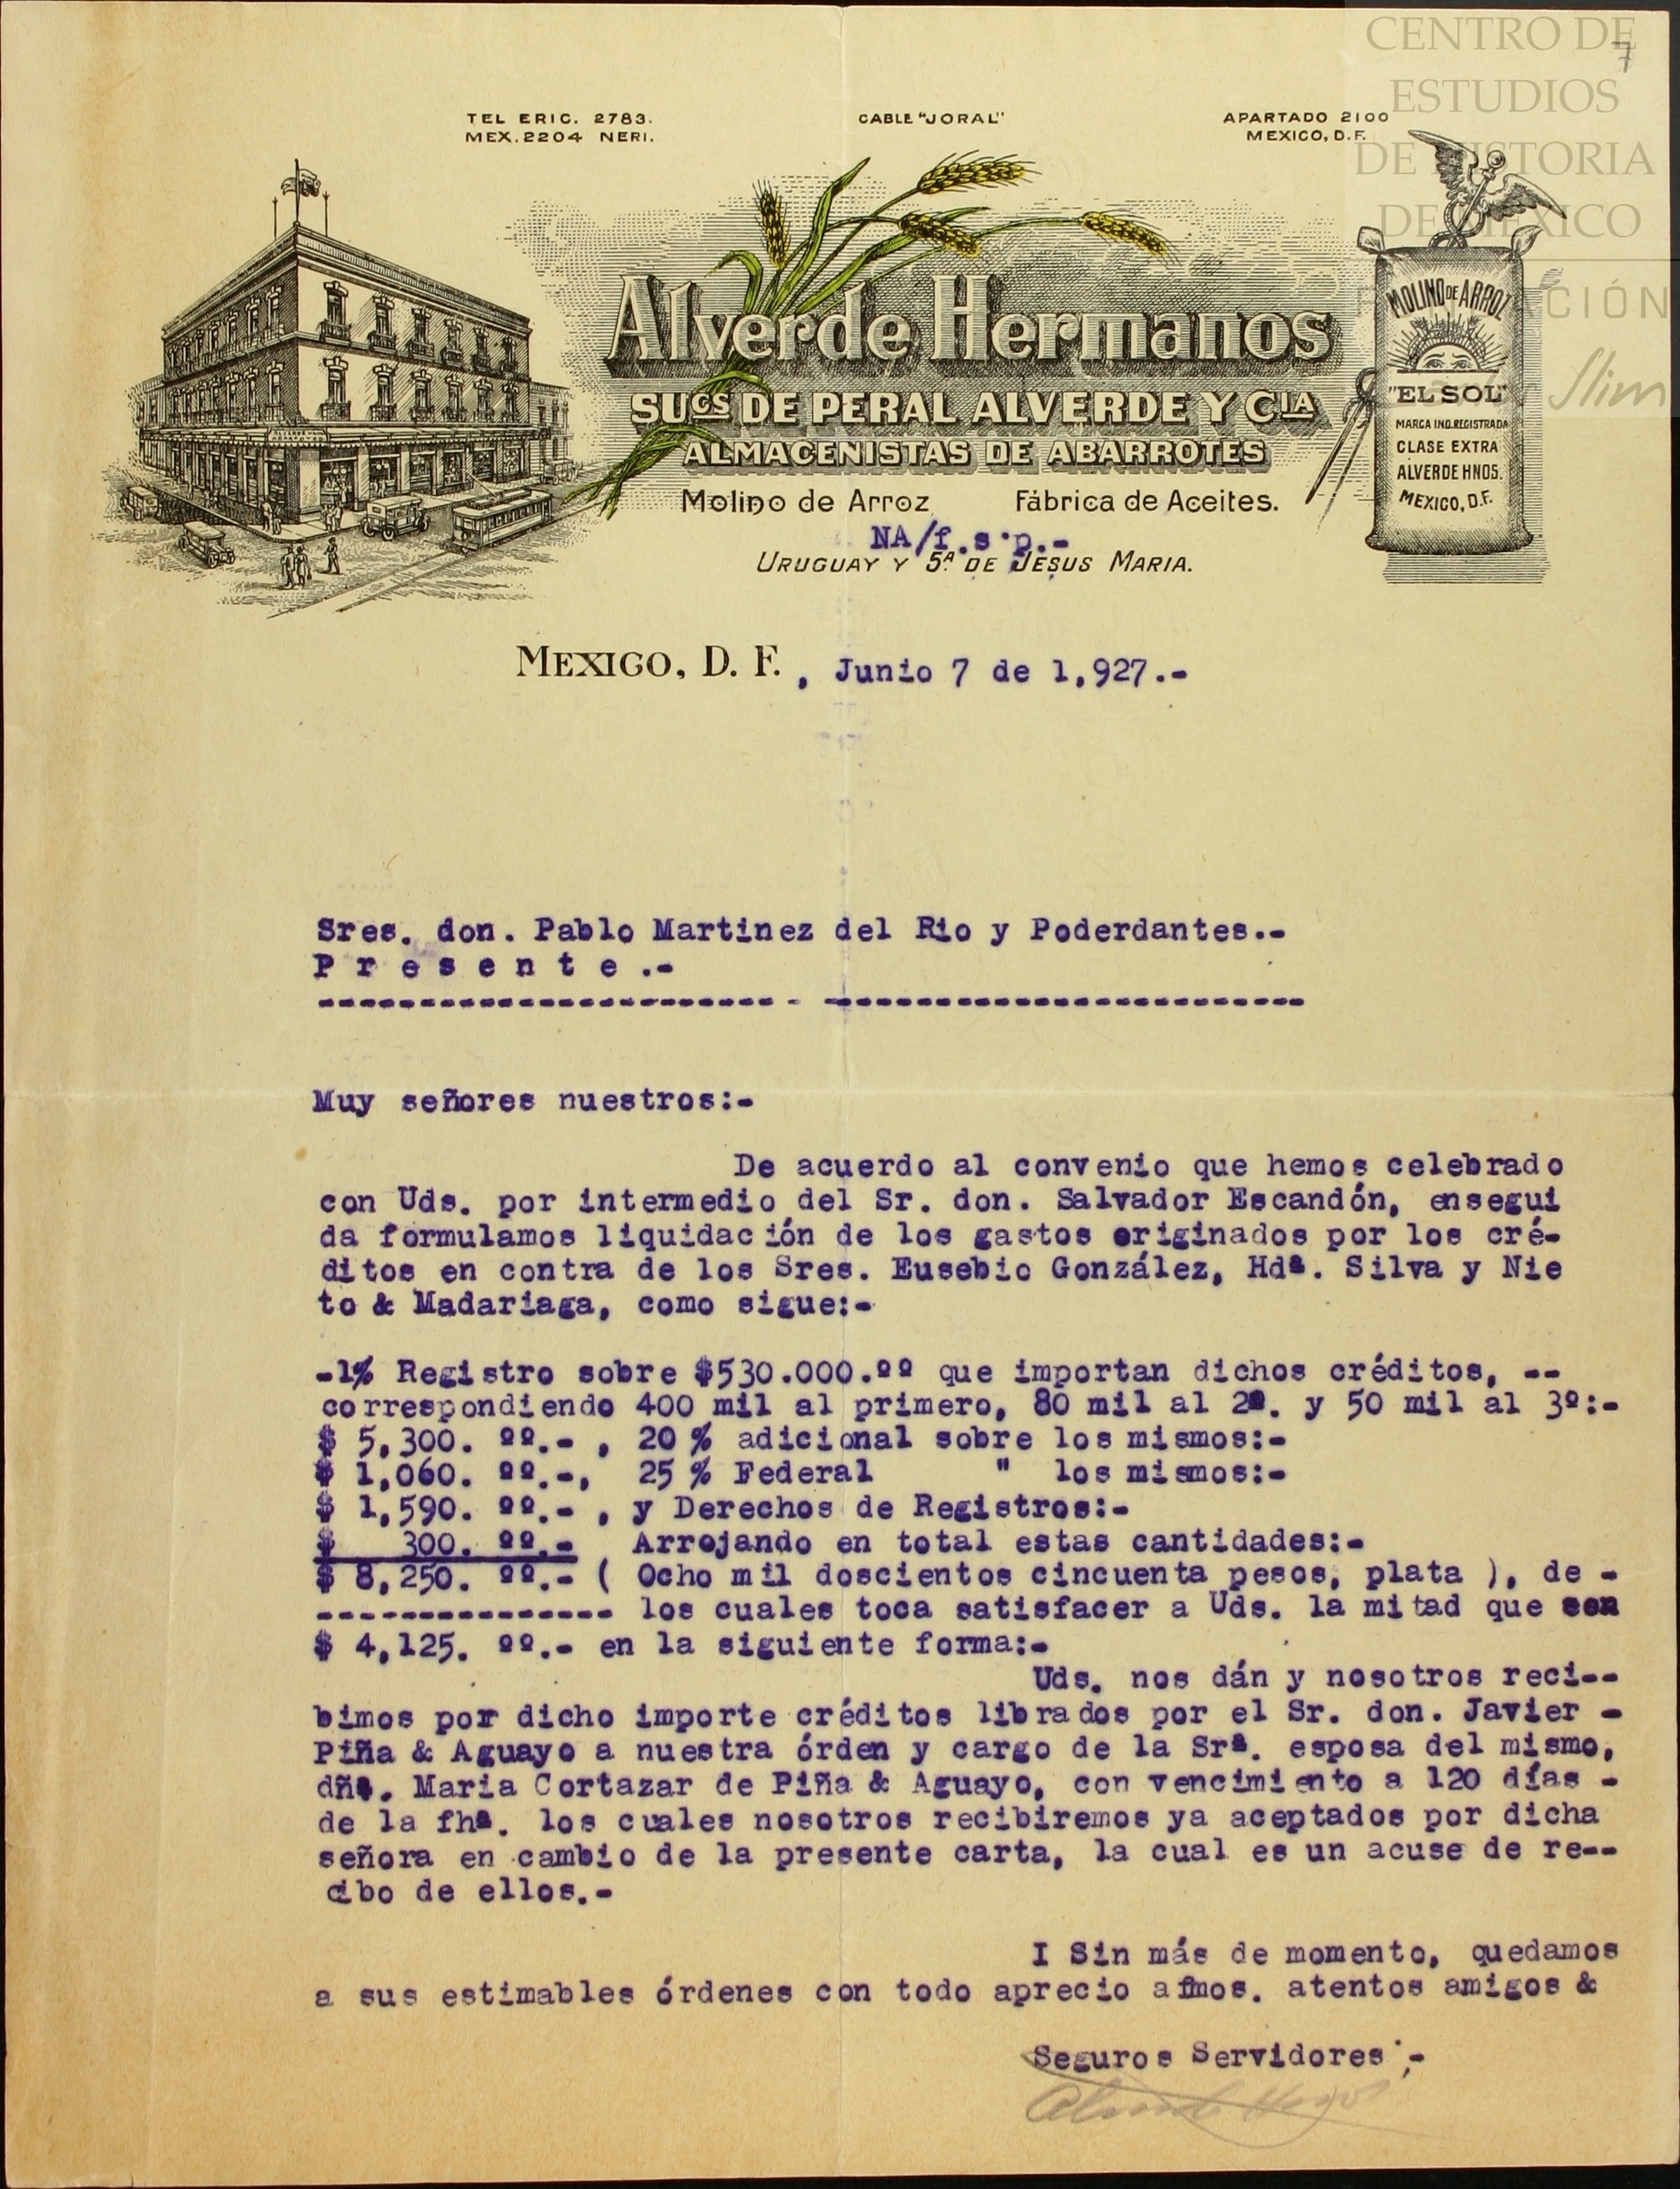 CENTRO DE
ESTUDIOS
DE HISTORIA
DE MEXICO
7
TEL ERIC. 2783.
MEX. 2204 NERI.
CABLE "JORAL"
APARTADO 2100
MEXICO, D.F.
Alverde Hermanos
SUCS DE PERAL ALVERDE Y CIA
ALMACENISTAS DE ABARROTES
Molino de Arroz Fábrica de Aceites.
NA/f.s.p.-
URUGUAY Y 5A DE JESUS MARIA.
MOLINO DE ARROZ
"EL SOL"
MARCA IND. REGISTRADA
CLASE EXTRA
ALVERDE HNOS.
MEXICO, D.F.
Slim
MEXICO, D. F. , Junio 7 de 1,927.-
Sres. don. Pablo Martinez del Rio y Poderdantes.-
P r e s e n t e .-
Muy señores nuestros:-
De acuerdo al convenio que hemos celebrado
con Uds. por intermedio del Sr. don. Salvador Escandón, ensegui
da formulamos liquidación de los gastos originados por los cré-
ditos en contra de los Sres. Eusebio González, Hdª. Silva y Nie
to & Madariaga, como sigue:-
-1% Registro sobre $530.000.ºº que importan dichos créditos, --
correspondiendo 400 mil al primero, 80 mil al 2º. y 50 mil al 3º:-
$ 5,300. ºº.- , 20 % adicional sobre los mismos:-
$ 1,060. ºº.-, 25 % Federal " los mismos:-
$ 1,590. ºº.- , y Derechos de Registros:-
$ 300. ºº.- Arrojando en total estas cantidades:-
$ 8,250. ºº.- ( Ocho mil doscientos cincuenta pesos, plata ), de -
--------------- los cuales toca satisfacer a Uds. la mitad que son
$ 4,125. ºº.- en la siguiente forma:-
Uds. nos dán y nosotros reci--
bimos por dicho importe créditos librados por el Sr. don. Javier -
Piña & Aguayo a nuestra órden y cargo de la Srª. esposa del mismo,
dñª. Maria Cortazar de Piña & Aguayo, con vencimiento a 120 días -
de la fhª. los cuales nosotros recibiremos ya aceptados por dicha
señora en cambio de la presente carta, la cual es un acuse de re--
cibo de ellos.-
I Sin más de momento, quedamos
a sus estimables órdenes con todo aprecio afmos. atentos amigos &
Seguros Servidores ;-